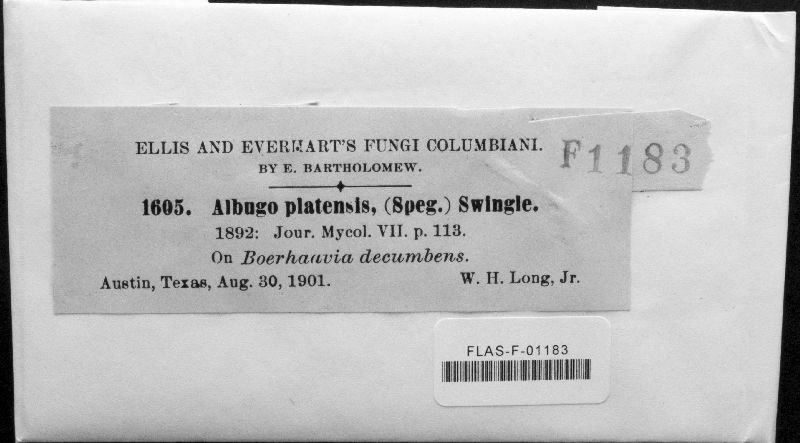 ELLIS AND EVERHART'S FUNGI COLUMBIANI.
BY E. BARTHOLOMEW.
F1183
1605. Albugo platensis, (Speg.) Swingle.
1892: Jour. Mycol. VII. p. 113.
On Boerhaavia decumbens.
Austin, Texas, Aug. 30, 1901. W. H. Long, Jr.
FLAS-F-01183